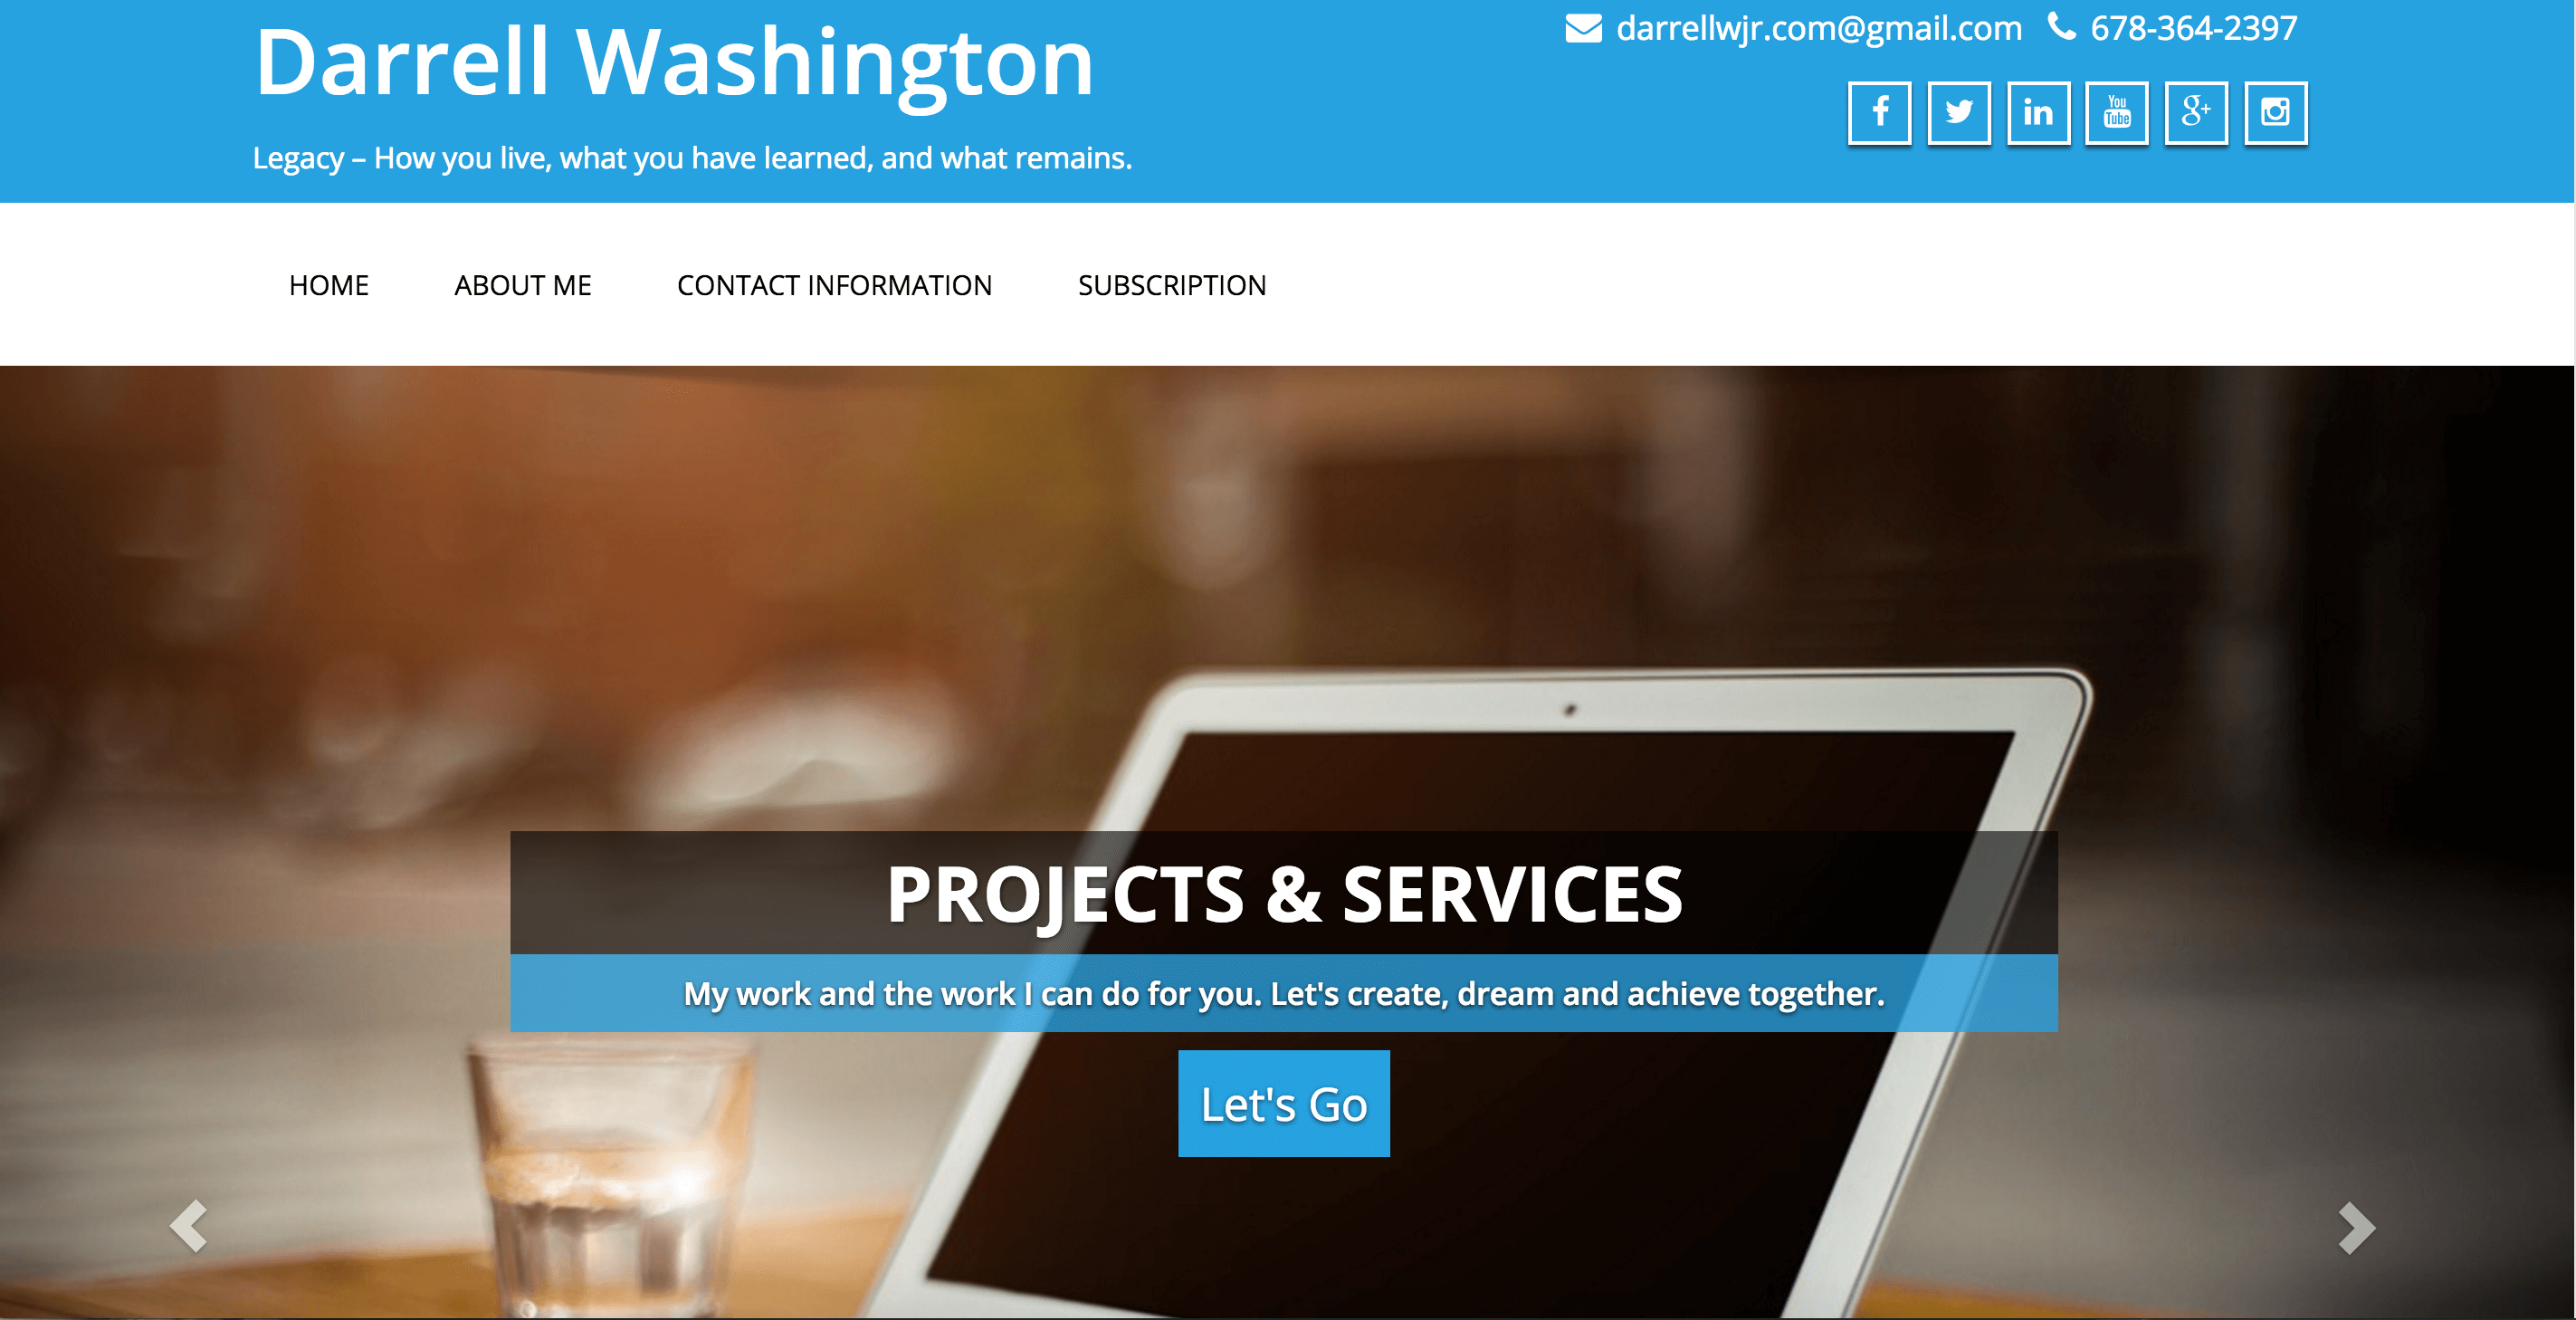 Darrell Washington
Legacy – How you live, what you have learned, and what remains.
darrellwjr.com@gmail.com 678-364-2397
f in You Tube g+
HOME ABOUT ME CONTACT INFORMATION SUBSCRIPTION
PROJECTS & SERVICES
My work and the work I can do for you. Let's create, dream and achieve together.
Let's Go